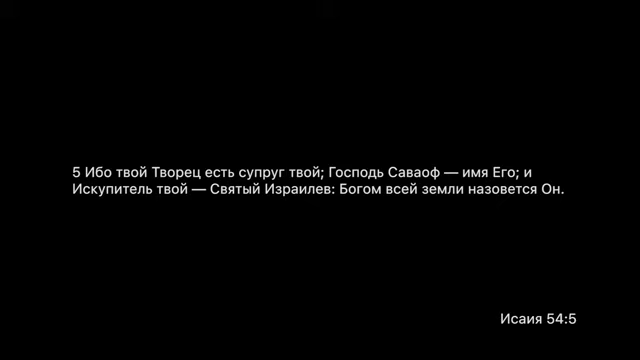 5 Ибо твой Творец есть супруг твой; Господь Саваоф — имя Его; и
Искупитель твой — Святый Израилев: Богом всей земли назовется Он.
Исаия 54:5